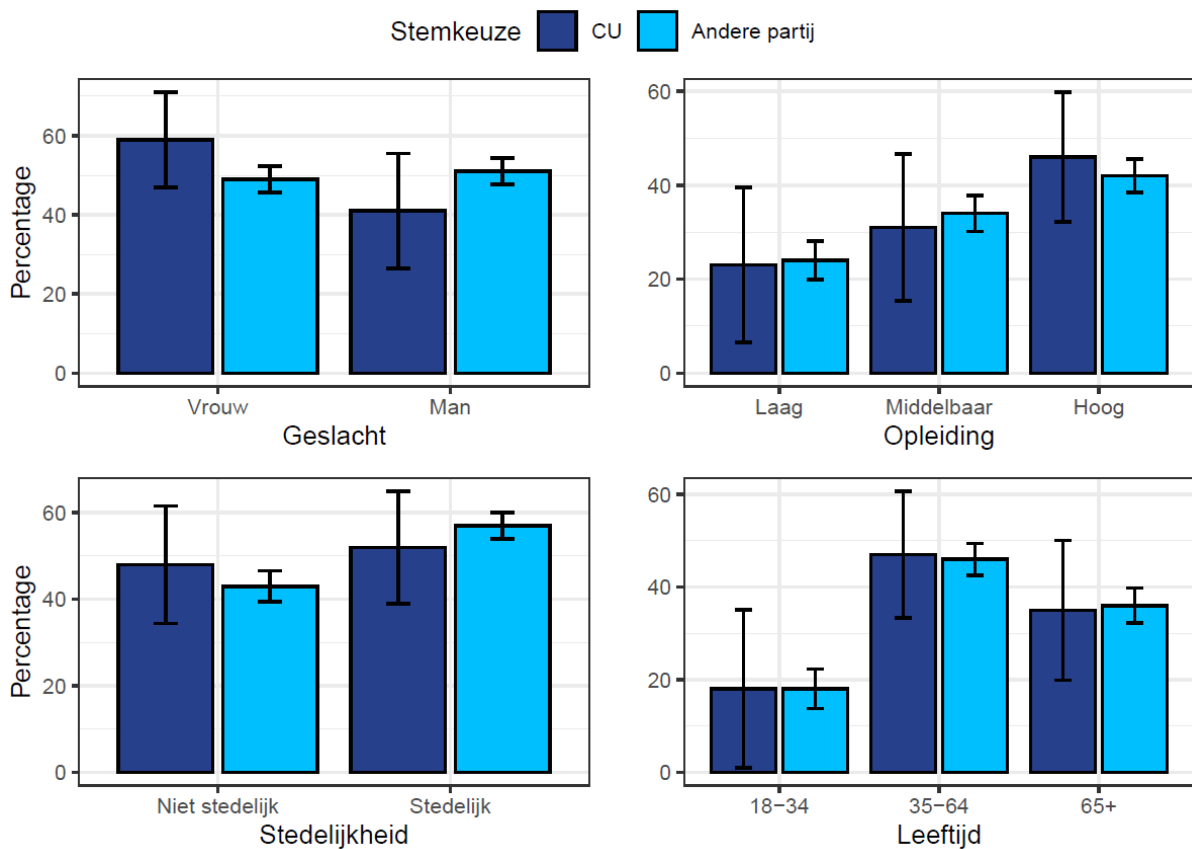 Stemkeuze CU Andere partij
Percentage
60
40
20
0
Vrouw Man
Geslacht
60
40
20
0
Laag Middelbaar Hoog
Opleiding
Percentage
60
40
20
0
Niet stedelijk Stedelijk
Stedelijkheid
60
40
20
0
18−34 35−64 65+
Leeftijd